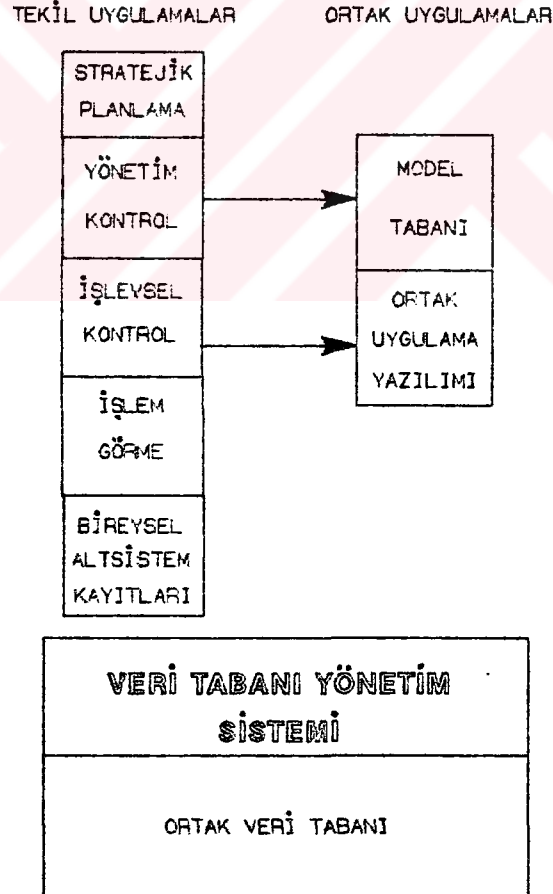 TEKİL UYGULAMALAR
ORTAK UYGULAMALAR
STRATEJİK
PLANLAMA
YÖNETİM
KONTROL
İŞLEVSEL
KONTROL
İŞLEM
GÖRME
BİREYSEL
ALTSİSTEM
KAYITLARI
MODEL
TABANI
ORTAK
UYGULAMA
YAZILIMI
VERİ TABANI YÖNETİM
SİSTEMİ
ORTAK VERİ TABANI